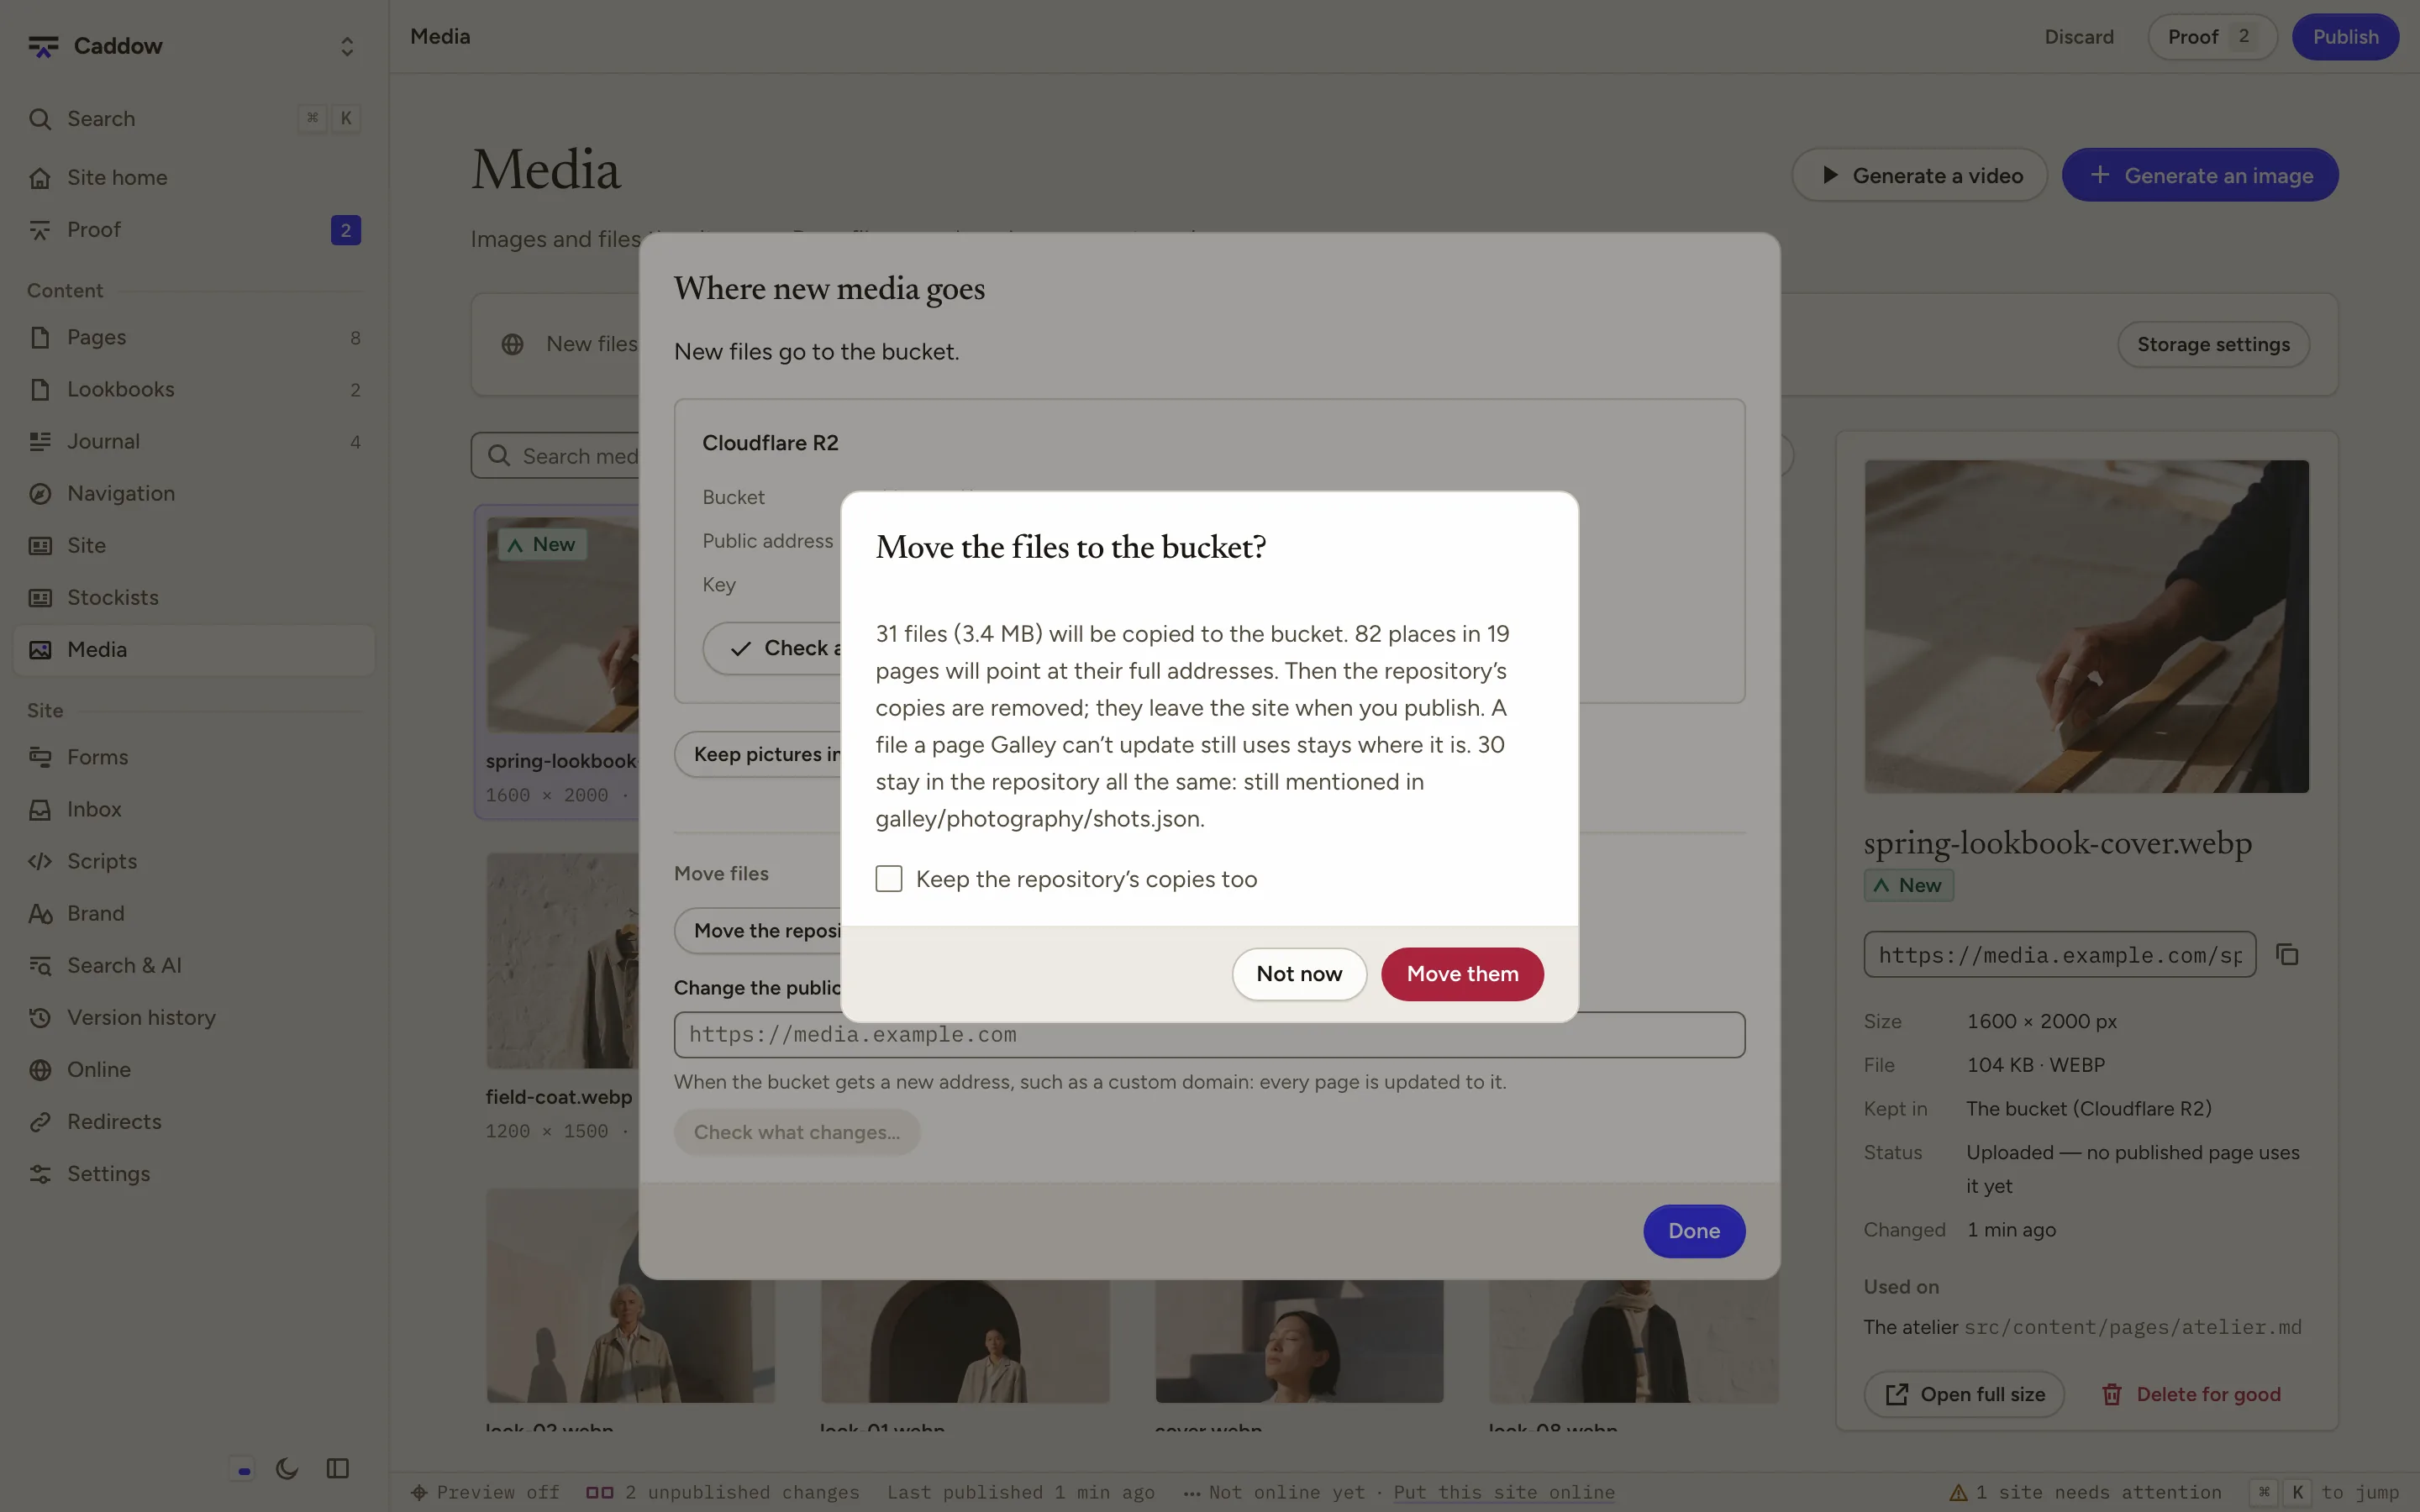 Caddow
Search
⌘ K
Site home
Proof
2
Content
Pages
8
Lookbooks
2
Journal
4
Navigation
Site
Stockists
Media
Site
Forms
Inbox
Scripts
Brand
Search & AI
Version history
Online
Redirects
Settings
Media
Discard
Proof 2
Publish
Media
Generate a video
Generate an image
Images and files
New files
Storage settings
Search med
New
spring-lookbook-
1600 × 2000 ·
field-coat.webp
1200 × 1500 ·
look-02.webp
look-01.webp
cover.webp
look-08.webp
Where new media goes
New files go to the bucket.
Cloudflare R2
Bucket
Public address
Key
Check a
Keep pictures in
Move files
Move the reposi
Change the public
https://media.example.com
When the bucket gets a new address, such as a custom domain: every page is updated to it.
Check what changes…
Done
Move the files to the bucket?
31 files (3.4 MB) will be copied to the bucket. 82 places in 19
pages will point at their full addresses. Then the repository’s
copies are removed; they leave the site when you publish. A
file a page Galley can’t update still uses stays where it is. 30
stay in the repository all the same: still mentioned in
galley/photography/shots.json.
Keep the repository’s copies too
Not now
Move them
spring-lookbook-cover.webp
New
https://media.example.com/sp
Size 1600 × 2000 px
File 104 KB · WEBP
Kept in The bucket (Cloudflare R2)
Status Uploaded — no published page uses
it yet
Changed 1 min ago
Used on
The atelier src/content/pages/atelier.md
Open full size
Delete for good
Preview off
2 unpublished changes
Last published 1 min ago
Not online yet · Put this site online
1 site needs attention
⌘ K to jump